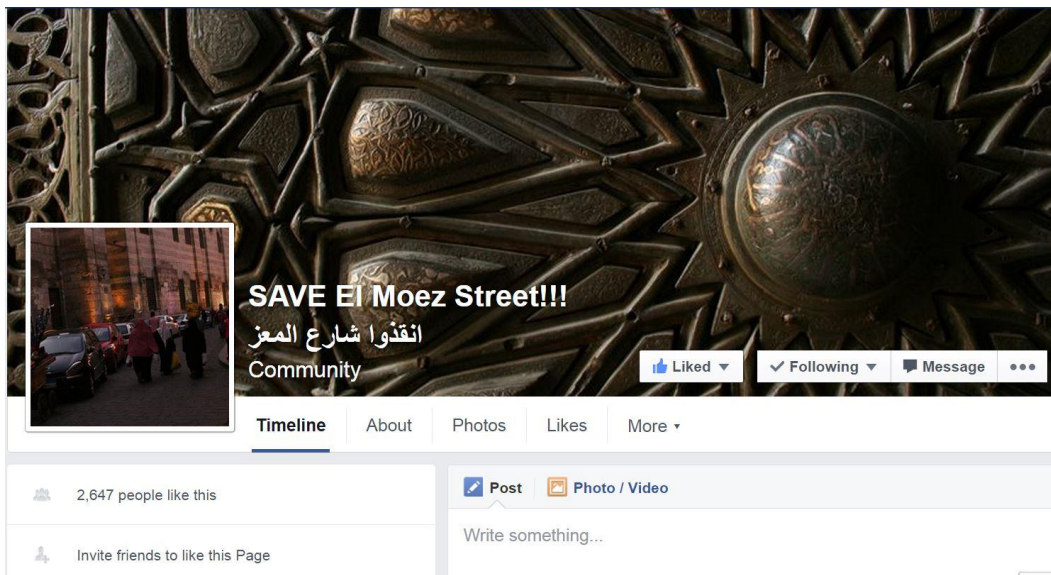 SAVE El Moez Street!!!
انقذوا شارع المعز
Community
Liked
Following
Message
Timeline
About
Photos
Likes
More
2,647 people like this
Invite friends to like this Page
Post
Photo / Video
Write something...